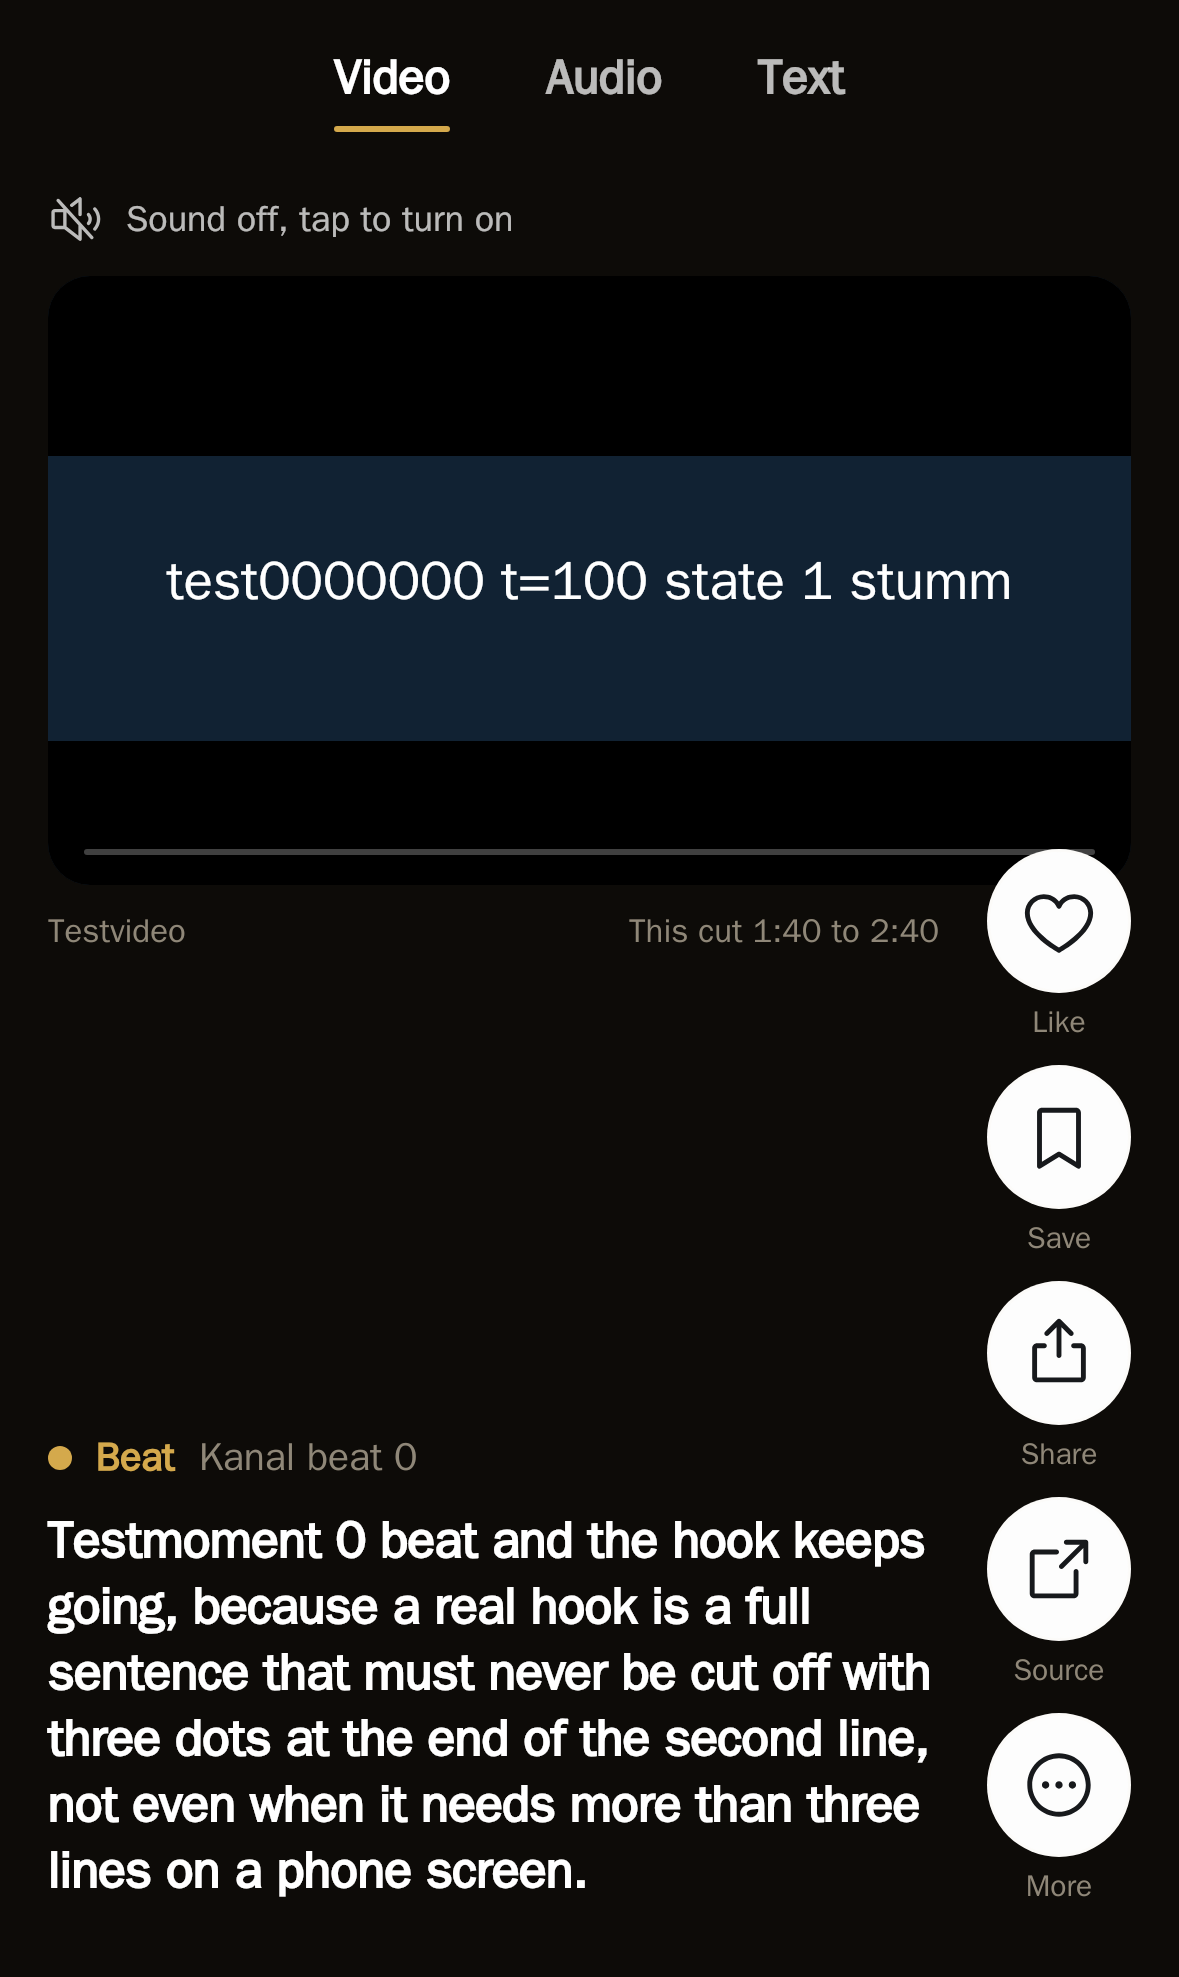 Video Audio Text
Sound off, tap to turn on
test0000000 t=100 state 1 stumm
Testvideo This cut 1:40 to 2:40
Like
Save
Share
Source
More
Beat Kanal beat 0
Testmoment 0 beat and the hook keeps
going, because a real hook is a full
sentence that must never be cut off with
three dots at the end of the second line,
not even when it needs more than three
lines on a phone screen.